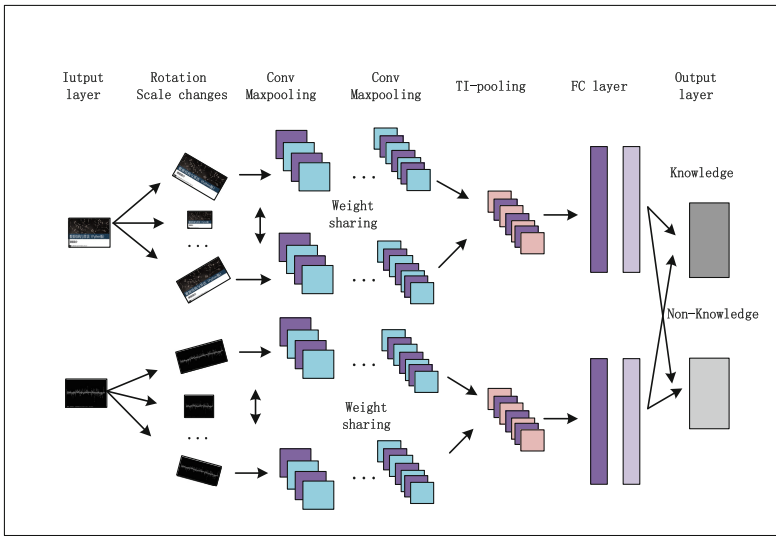 Iutput layer
Rotation Scale changes
Conv Maxpooling
Conv Maxpooling
TI-pooling
FC layer
Output layer
Weight sharing
Knowledge
Non-Knowledge
Weight sharing
...
...
...
...
...
...